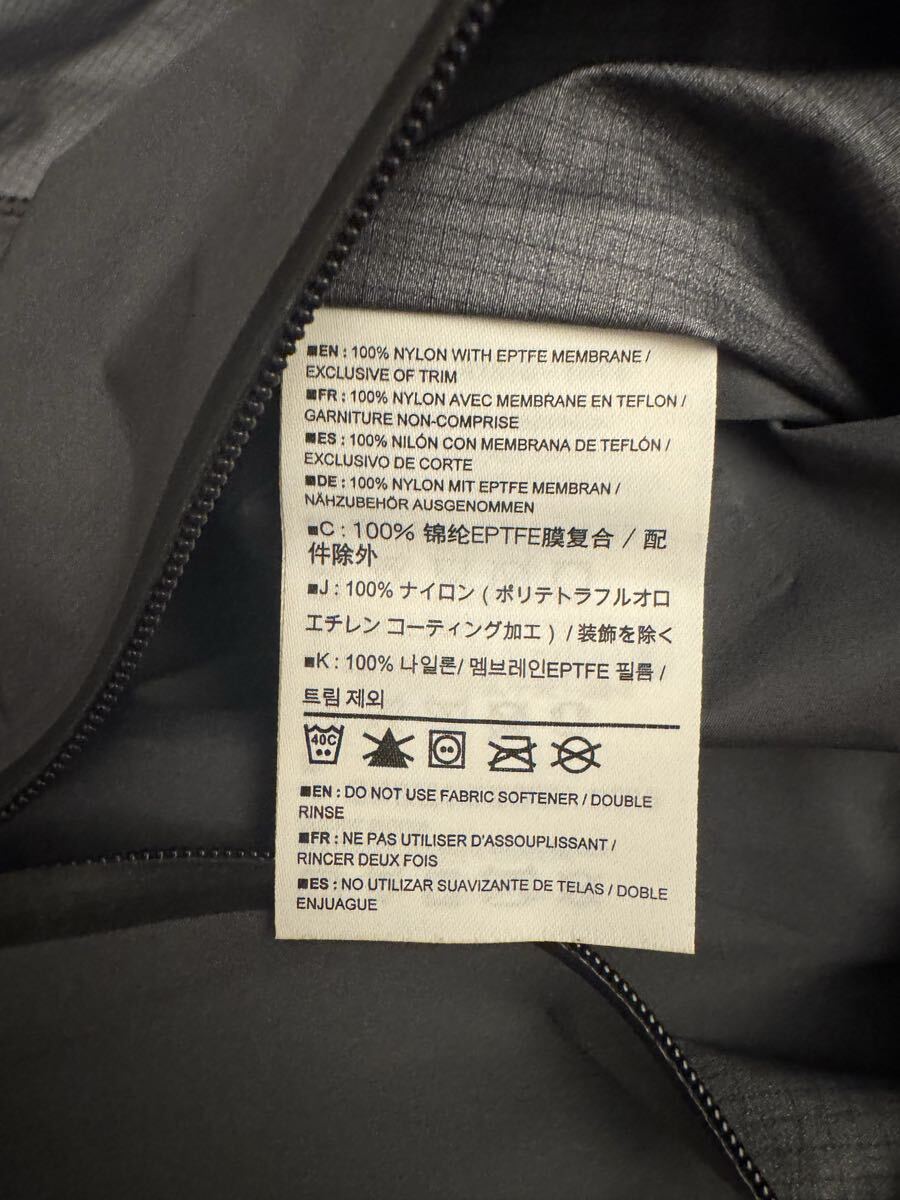 ■EN : 100% NYLON WITH EPTFE MEMBRANE /
EXCLUSIVE OF TRIM
■FR : 100% NYLON AVEC MEMBRANE EN TEFLON /
GARNITURE NON-COMPRISE
■ES : 100% NILÓN CON MEMBRANA DE TEFLÓN /
EXCLUSIVO DE CORTE
■DE : 100% NYLON MIT EPTFE MEMBRAN /
NÄHZUBEHÖR AUSGENOMMEN
■C : 100% 锦纶EPTFE膜复合 / 配
件除外
■J : 100% ナイロン ( ポリテトラフルオロ
エチレン コーティング加工 ) / 装飾を除く
■K : 100% 나일론/ 멤브레인EPTFE 필름 /
트림 제외
40C
■EN : DO NOT USE FABRIC SOFTENER / DOUBLE
RINSE
■FR : NE PAS UTILISER D'ASSOUPLISSANT /
RINCER DEUX FOIS
■ES : NO UTILIZAR SUAVIZANTE DE TELAS / DOBLE
ENJUAGUE